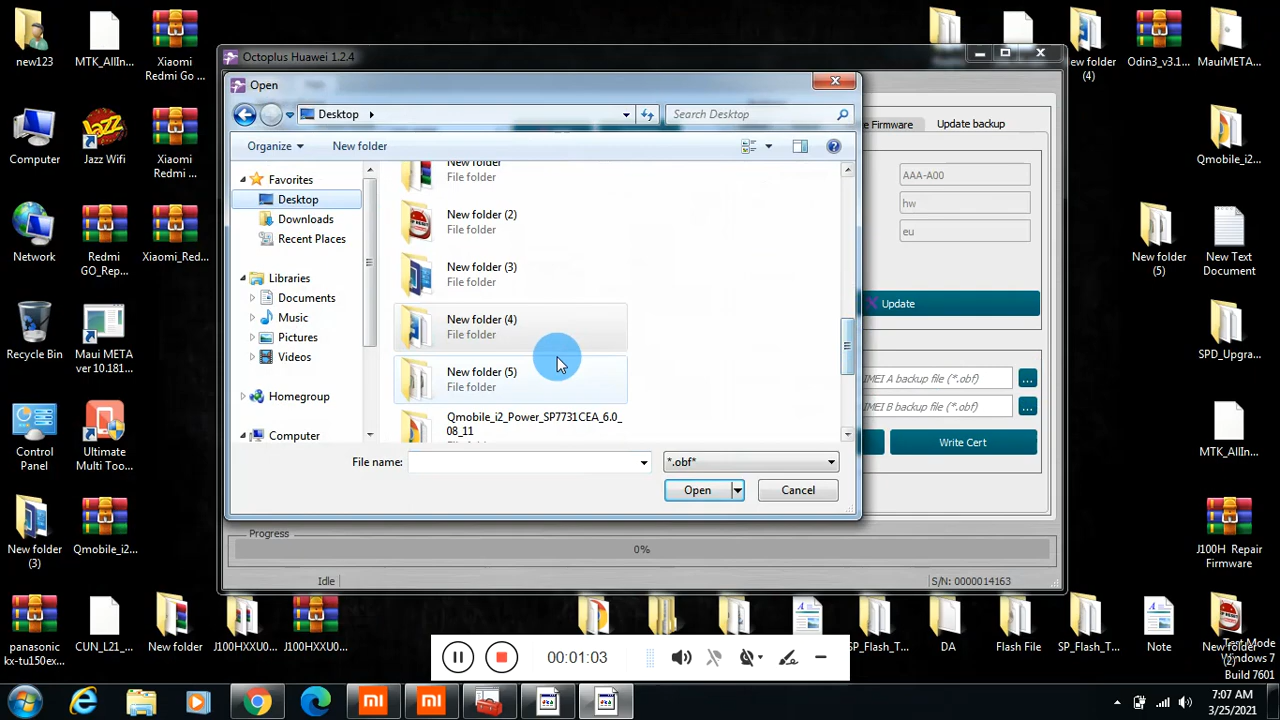 new123
MTK_AllIn...
Xiaomi
Redmi Go ...
Computer
Jazz Wifi
Xiaomi
Redmi ...
Network
Redmi
GO_Rep...
Xiaomi_Red...
Recycle Bin
Maui META
ver 10.181...
Control
Panel
Ultimate
Multi Too...
New folder
(3)
Qmobile_i2...
panasonic
kx-tu150ex...
CUN_L21_...
New folder
J100HXXU0...
J100HXXU0...
Octoplus Huawei 1.2.4
Open
Desktop
Search Desktop
Organize
New folder
Favorites
Desktop
Downloads
Recent Places
Libraries
Documents
Music
Pictures
Videos
Homegroup
Computer
New folder
File folder
New folder (2)
File folder
New folder (3)
File folder
New folder (4)
File folder
New folder (5)
File folder
Qmobile_i2_Power_SP7731CEA_6.0_
08_11
File name:
*.obf*
Open
Cancel
e Firmware
Update backup
AAA-A00
hw
eu
Update
IMEI A backup file (*.obf)
...
IMEI B backup file (*.obf)
...
Write Cert
Progress
0%
Idle
S/N: 0000014163
ew folder
(4)
Odin3_v3.1...
MauiMETA...
Qmobile_i2...
New folder
(5)
New Text
Document
SPD_Upgra...
MTK_AllIn...
J100H Repair
Firmware
SP_Flash_T...
DA
Flash File
SP_Flash_T...
Note
New folder
(2)
00:01:03
Test Mode
Windows 7
Build 7601
7:07 AM
3/25/2021